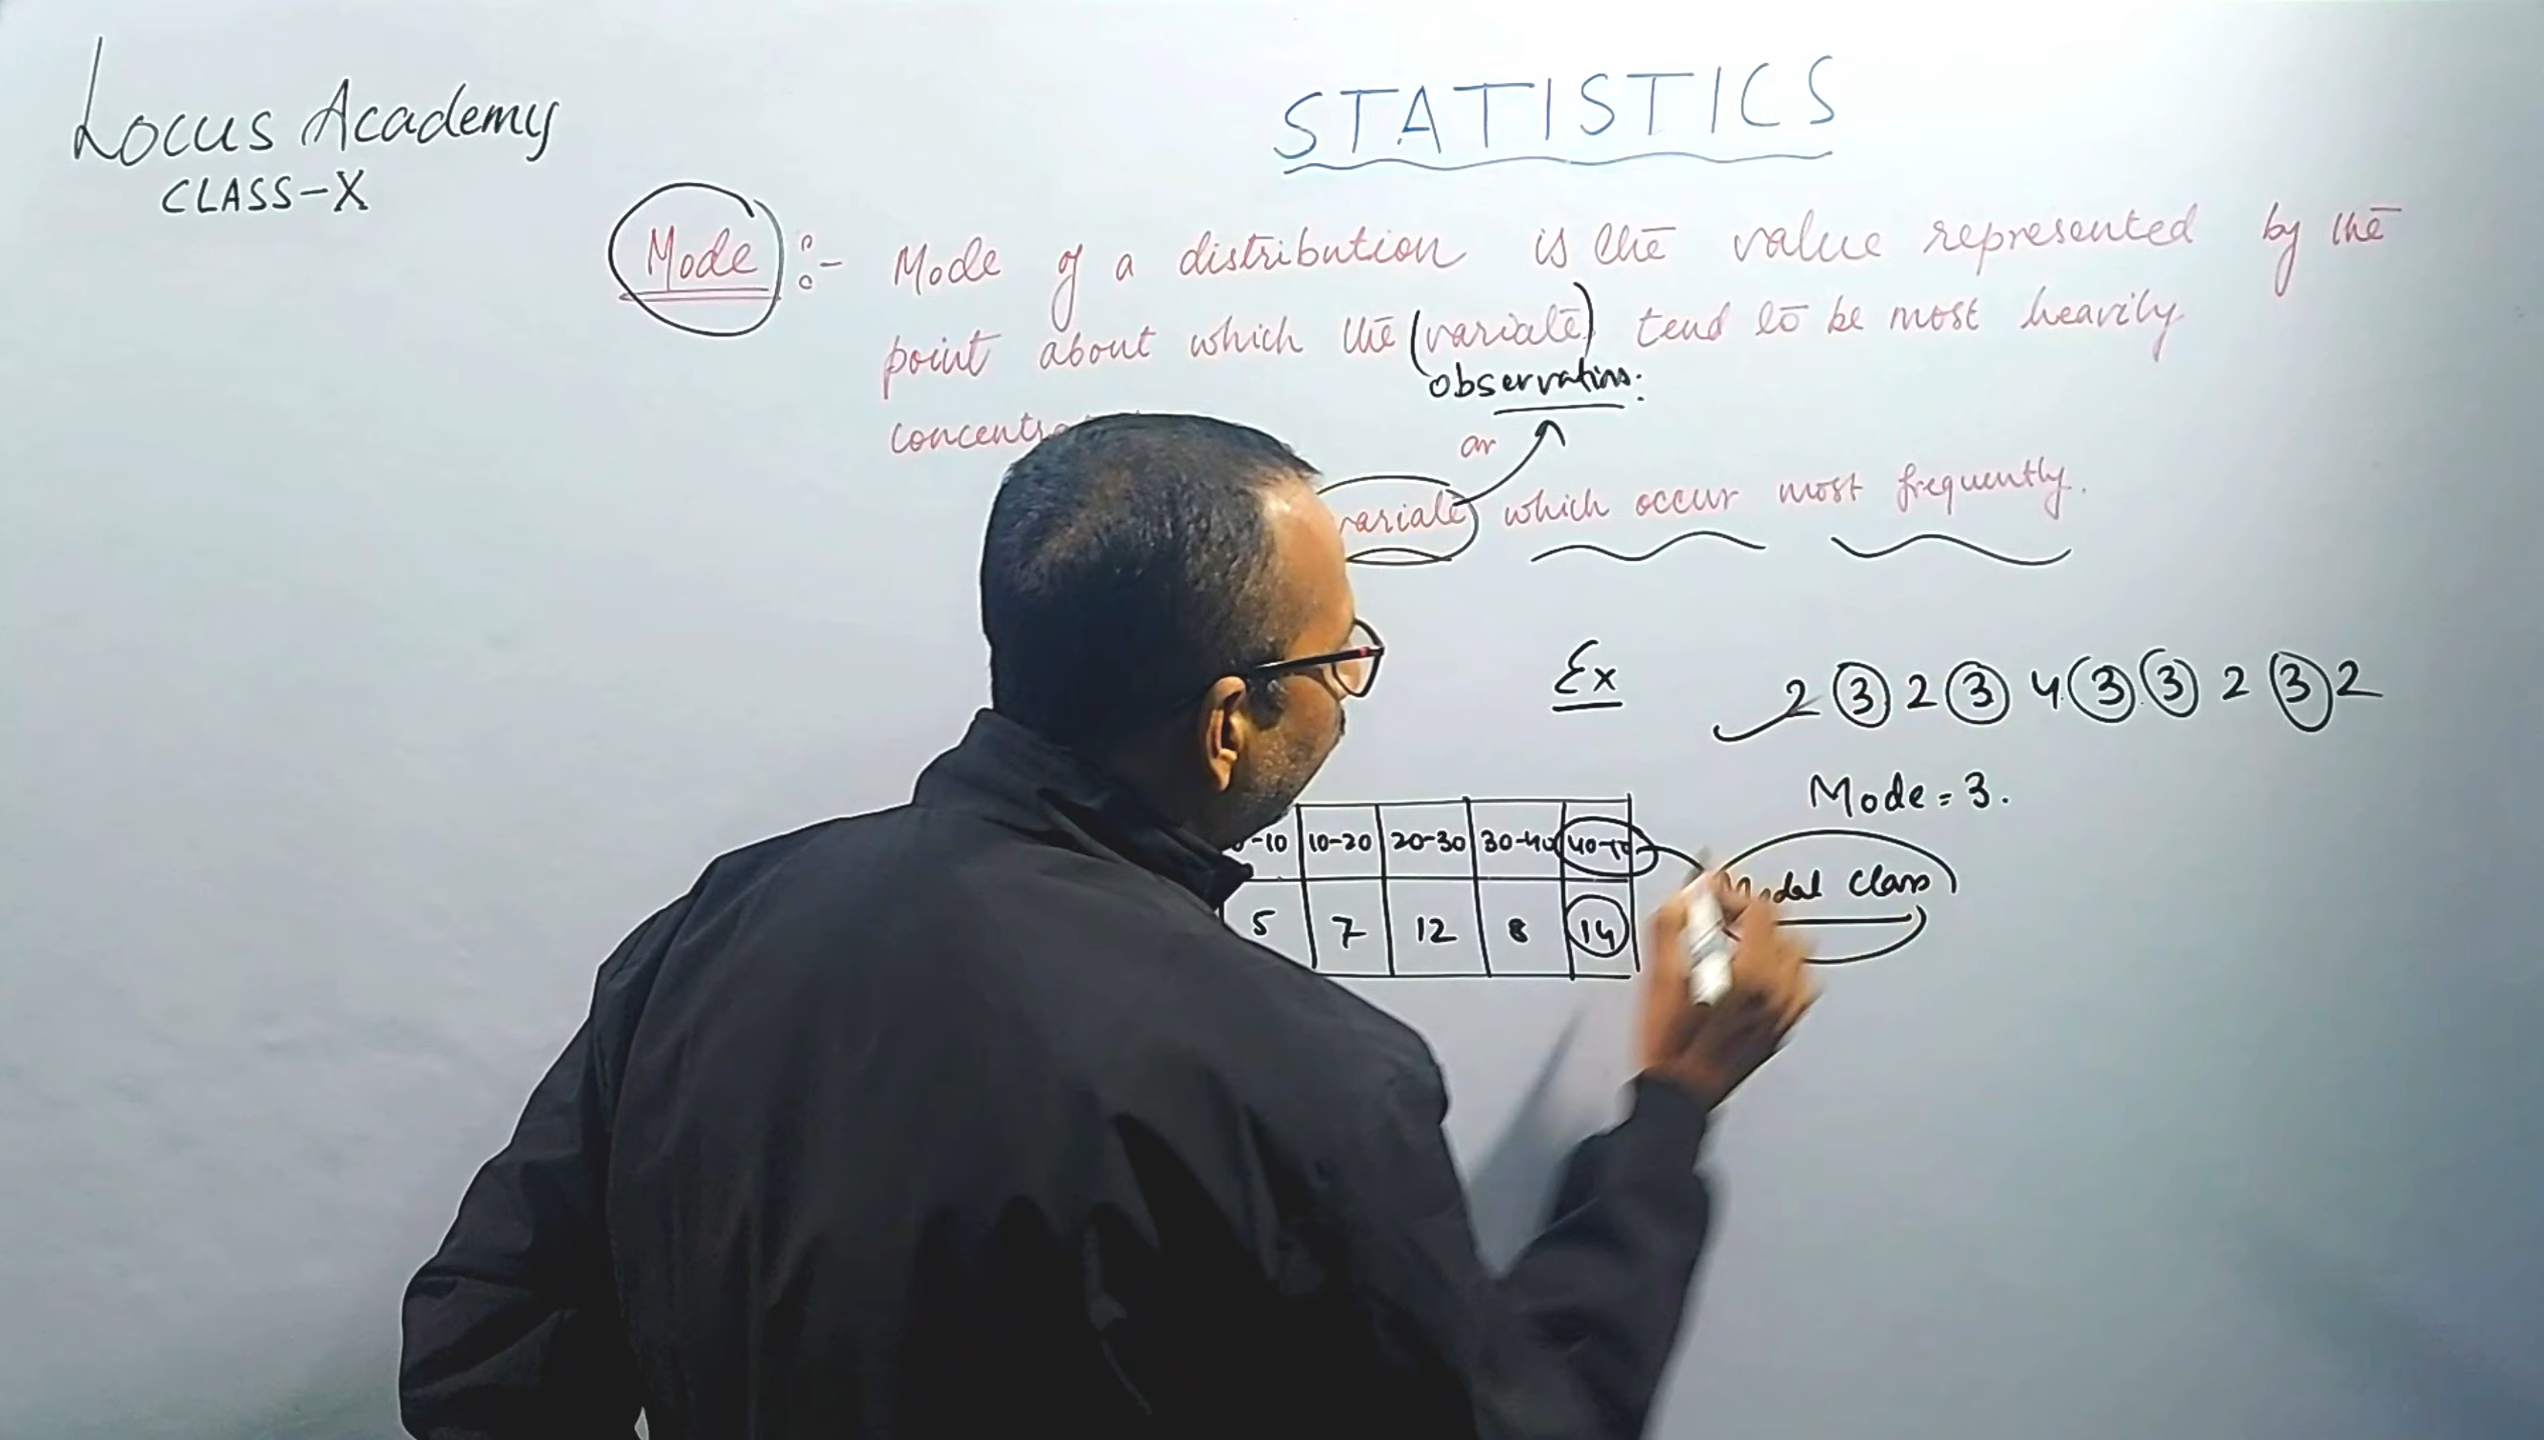 Locus Academy
CLASS-X
STATISTICS
Mode :- Mode of a distribution is the value represented by the
point about which the (variate) tend to be most heavily
observations.
or
variate which occur most frequently.
Ex 2 3 2 3 4 3 3 2 3 2
Mode = 3.
-10 10-20 20-30 30-40
Modal Class
5 7 12 8 14